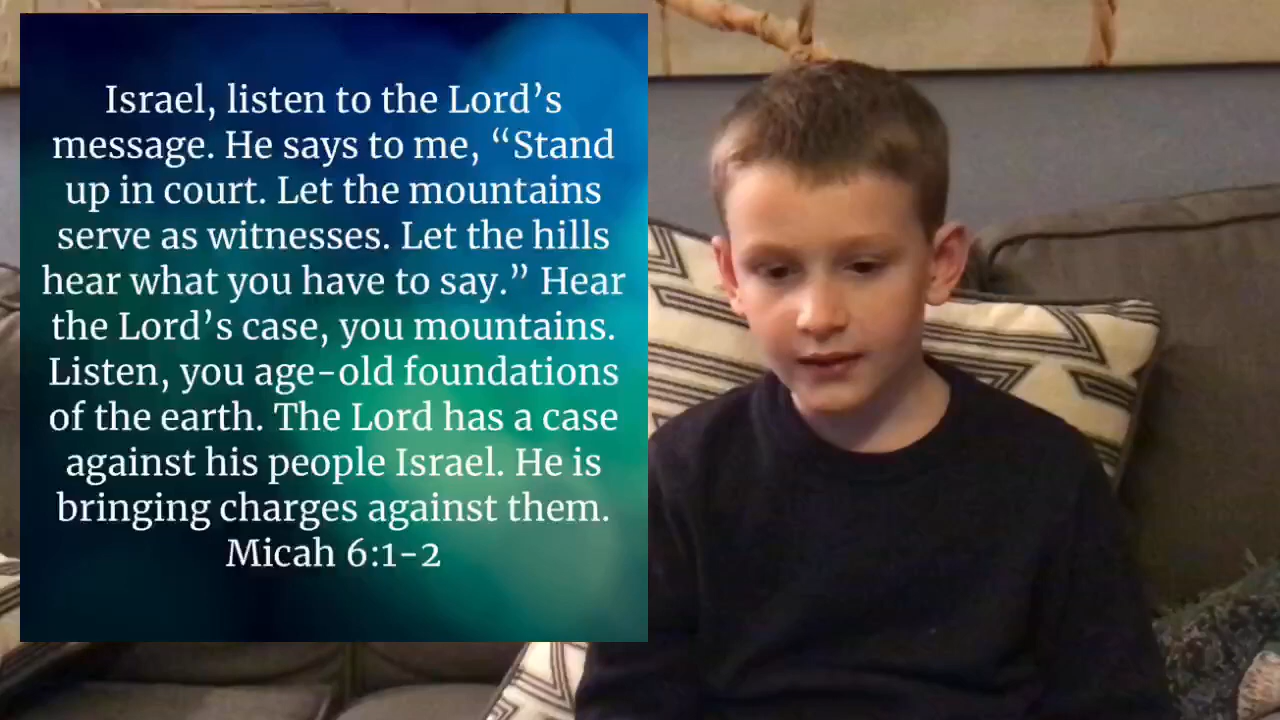 Israel, listen to the Lord’s
message. He says to me, “Stand
up in court. Let the mountains
serve as witnesses. Let the hills
hear what you have to say.” Hear
the Lord’s case, you mountains.
Listen, you age-old foundations
of the earth. The Lord has a case
against his people Israel. He is
bringing charges against them.
Micah 6:1-2